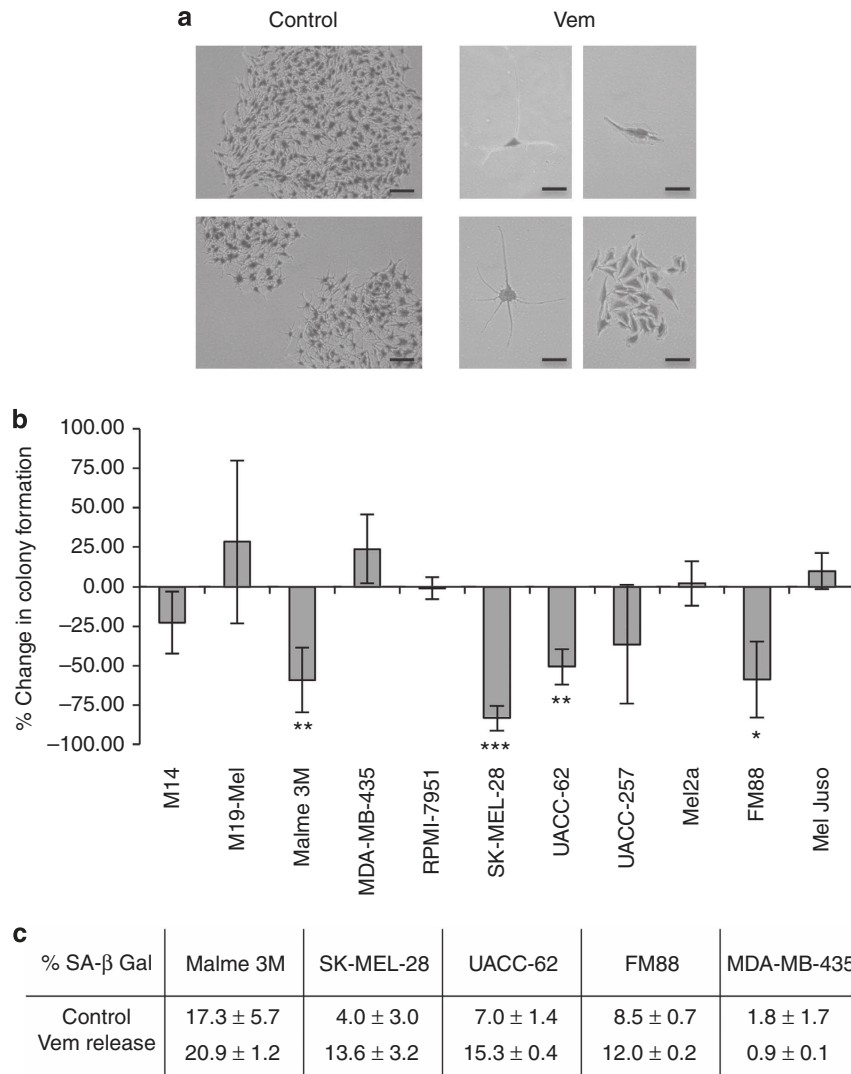 a
Control Vem
b
% Change in colony formation
100.00
75.00
50.00
25.00
0.00
−25.00
−50.00
−75.00
−100.00
** *** ** *
M14 M19-Mel Malme 3M MDA-MB-435 RPMI-7951 SK-MEL-28 UACC-62 UACC-257 Mel2a FM88 Mel Juso
c
% SA-β Gal Malme 3M SK-MEL-28 UACC-62 FM88 MDA-MB-435
Control 17.3 ± 5.7 4.0 ± 3.0 7.0 ± 1.4 8.5 ± 0.7 1.8 ± 1.7
Vem release 20.9 ± 1.2 13.6 ± 3.2 15.3 ± 0.4 12.0 ± 0.2 0.9 ± 0.1